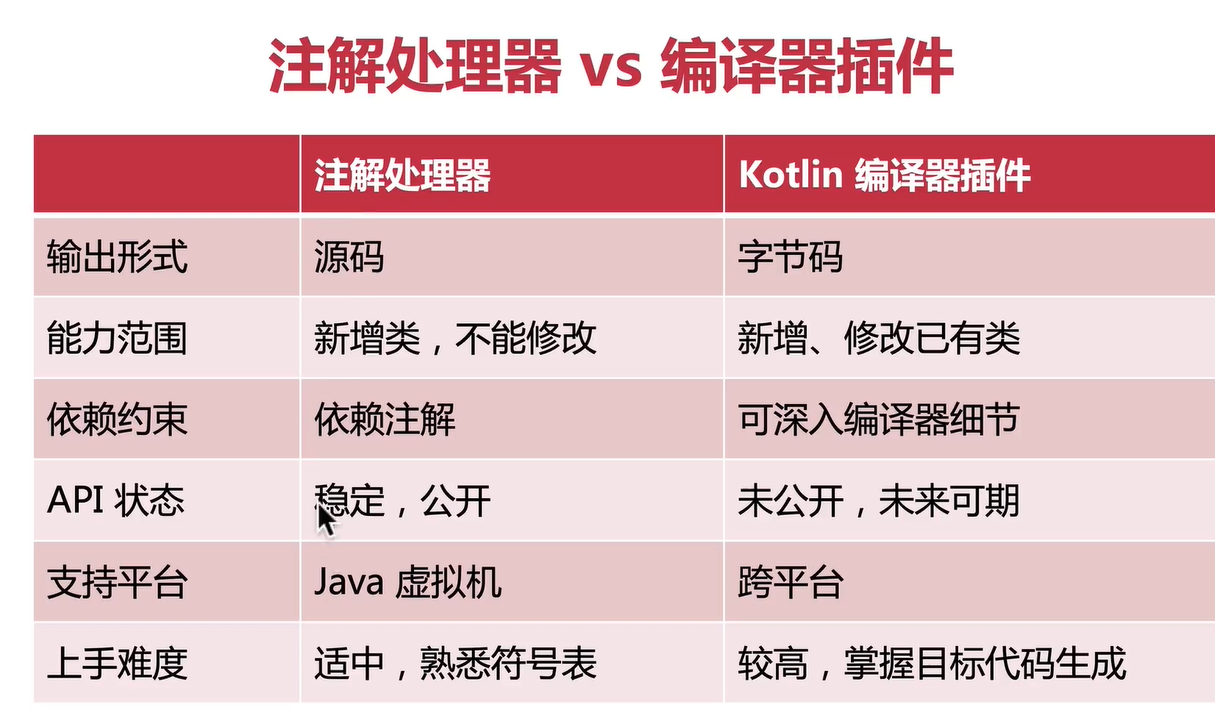 注解处理器 vs 编译器插件
注解处理器 Kotlin 编译器插件
输出形式 源码 字节码
能力范围 新增类，不能修改 新增、修改已有类
依赖约束 依赖注解 可深入编译器细节
API 状态 稳定，公开 未公开，未来可期
支持平台 Java 虚拟机 跨平台
上手难度 适中，熟悉符号表 较高，掌握目标代码生成